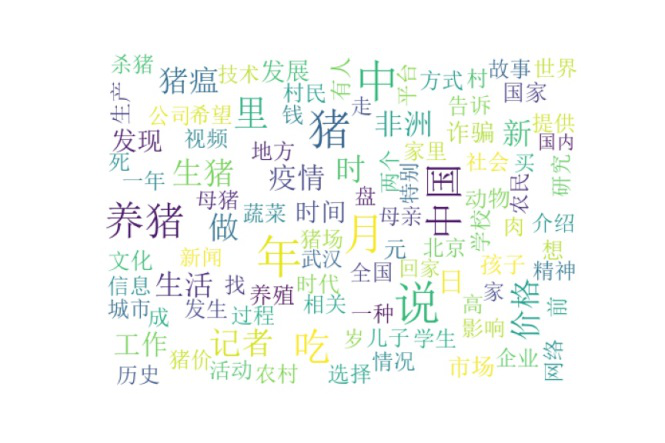 杀猪
猪瘟
技术
发展
有人
中
平台
方式
村
故事
世界
生产
公司
希望
村民
钱
里
猪
走
非洲
告诉
国家
诈骗
新
提供
发现
视频
地方
时
家里
国内
死
一年
生猪
疫情
两个
特别
社会
买
农民
研究
母猪
盘
中国
动物
养猪
做
蔬菜
时间
母亲
学校
肉
介绍
年
月
猪场
元
北京
想
文化
新闻
武汉
全国
回家
日
孩子
精神
信息
生活
找
养殖
时代
说
家
价格
前
城市
成
发生
过程
相关
一种
高
影响
工作
记者
吃
岁
儿子
学生
网络
猪价
情况
市场
企业
历史
活动
农村
选择